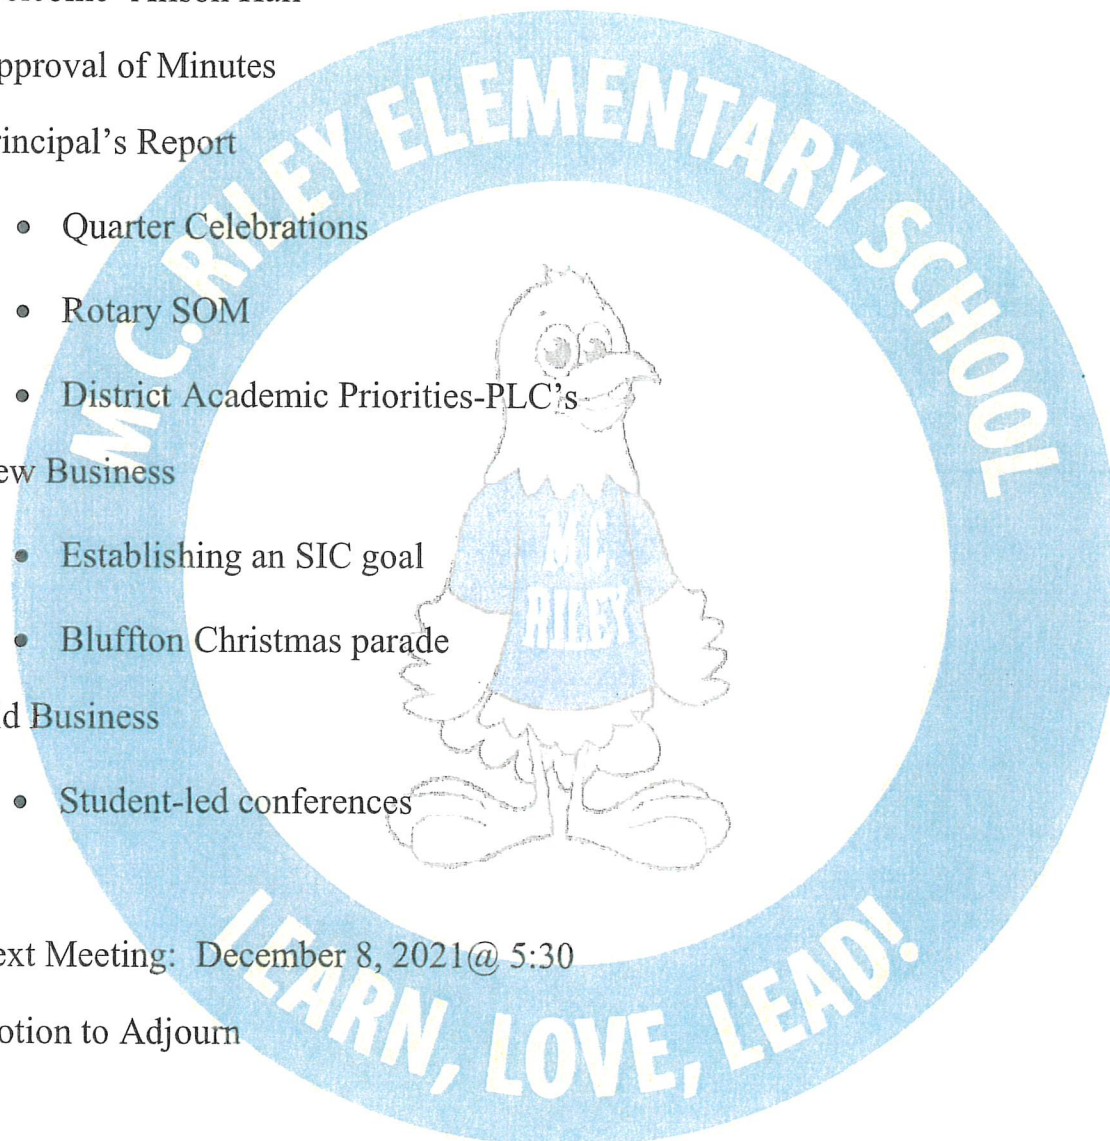 pproval of Minutes
rincipal's Report
• Quarter Celebrations
• Rotary SOM
• District Academic Priorities-PLC's
ew Business
• Establishing an SIC goal
• Bluffton Christmas parade
d Business
• Student-led conferences
ext Meeting: December 8, 2021@ 5:30
otion to Adjourn
M C. RILEY ELEMENTARY SCHOOL
M.C.
RILEY
LEARN, LOVE, LEAD!